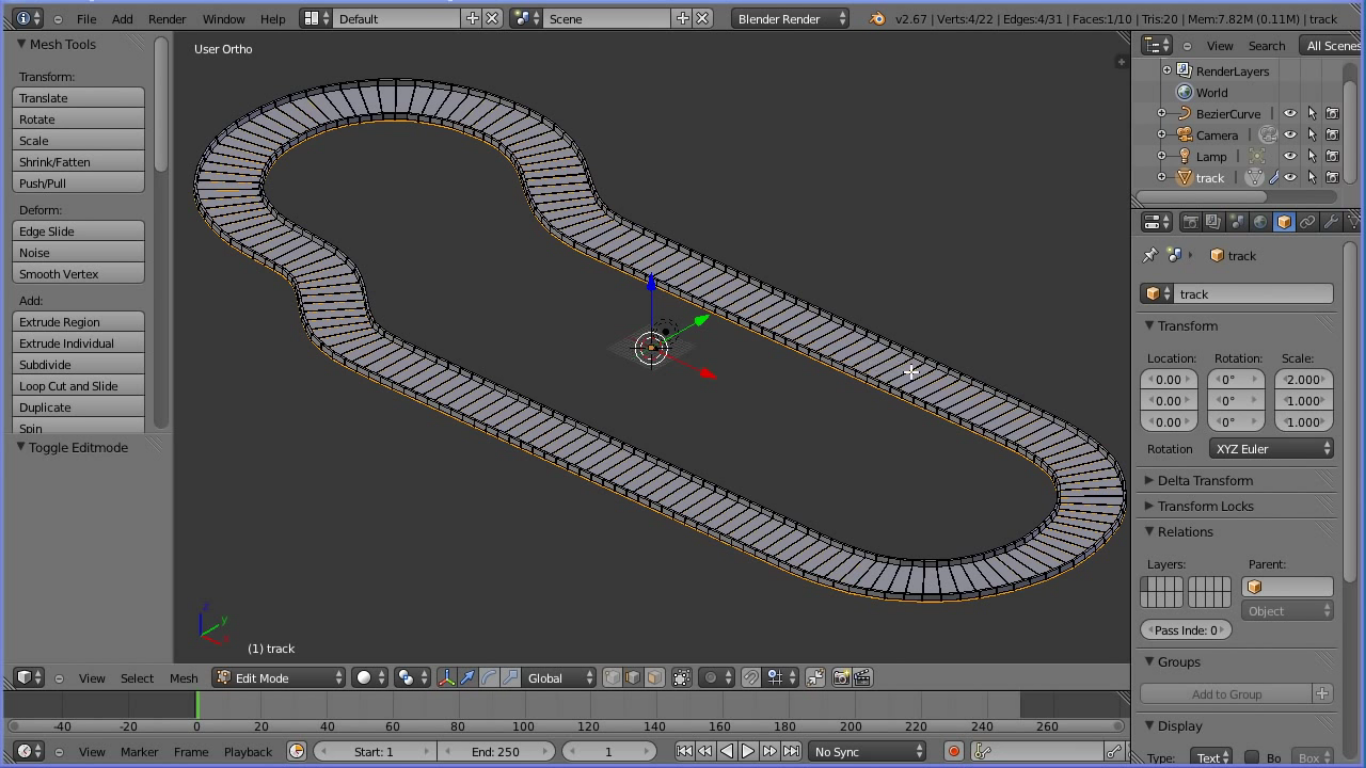 File Add Render Window Help Default Scene Blender Render v2.67 | Verts:4/22 | Edges:4/31 | Faces:1/10 | Tris:20 | Mem:7.82M (0.11M) | track
Mesh Tools
Transform:
Translate
Rotate
Scale
Shrink/Fatten
Push/Pull
Deform:
Edge Slide
Noise
Smooth Vertex
Add:
Extrude Region
Extrude Individual
Subdivide
Loop Cut and Slide
Duplicate
Spin
Toggle Editmode
User Ortho
z
y
x
(1) track
View Search All Scenes
RenderLayers
World
BezierCurve
Camera
Lamp
track
track
track
Transform
Location: Rotation: Scale:
0.00 0° 2.000
0.00 0° 1.000
0.00 0° 1.000
Rotation XYZ Euler
Delta Transform
Transform Locks
Relations
Layers: Parent:
Object
Pass Inde: 0
Groups
Add to Group
Display
Type: Text Bo Box
View Select Mesh Edit Mode Global
-40 -20 0 20 40 60 80 100 120 140 160 180 200 220 240 260
View Marker Frame Playback Start: 1 End: 250 1 No Sync